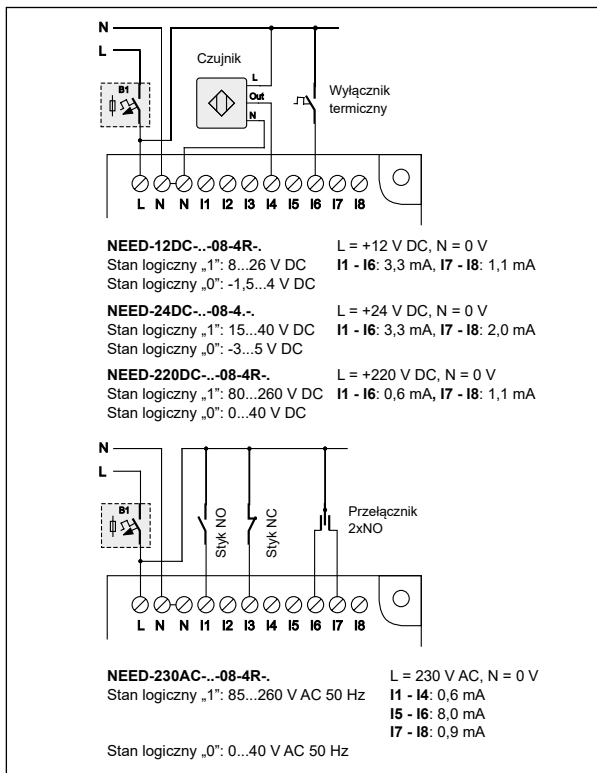 N
L
Czujnik
B1
L
Out
N
Wyłącznik
termiczny
L N N I1 I2 I3 I4 I5 I6 I7 I8
NEED-12DC-..-08-4R-. L = +12 V DC, N = 0 V
Stan logiczny „1”: 8...26 V DC I1 - I6: 3,3 mA, I7 - I8: 1,1 mA
Stan logiczny „0”: -1,5...4 V DC
NEED-24DC-..-08-4.-. L = +24 V DC, N = 0 V
Stan logiczny „1”: 15...40 V DC I1 - I6: 3,3 mA, I7 - I8: 2,0 mA
Stan logiczny „0”: -3...5 V DC
NEED-220DC-..-08-4R-. L = +220 V DC, N = 0 V
Stan logiczny „1”: 80...260 V DC I1 - I6: 0,6 mA, I7 - I8: 1,1 mA
Stan logiczny „0”: 0...40 V DC
N
L
B1
Styk NO
Styk NC
Przełącznik
2xNO
L N N I1 I2 I3 I4 I5 I6 I7 I8
NEED-230AC-..-08-4R-. L = 230 V AC, N = 0 V
Stan logiczny „1”: 85...260 V AC 50 Hz I1 - I4: 0,6 mA
I5 - I6: 8,0 mA
I7 - I8: 0,9 mA
Stan logiczny „0”: 0...40 V AC 50 Hz